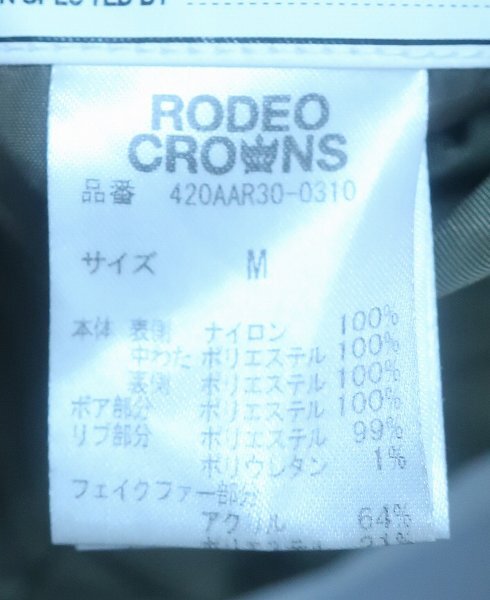 RODEO
CROWNS
品番 420AAR30-0310
サイズ M
本体 表側 ナイロン 100%
中わた ポリエステル 100%
表側 ポリエステル 100%
ボア部分 ポリエステル 100%
リブ部分 ポリエステル 99%
ポリウレタン 1%
フェイクファー部分
アクリル 64%